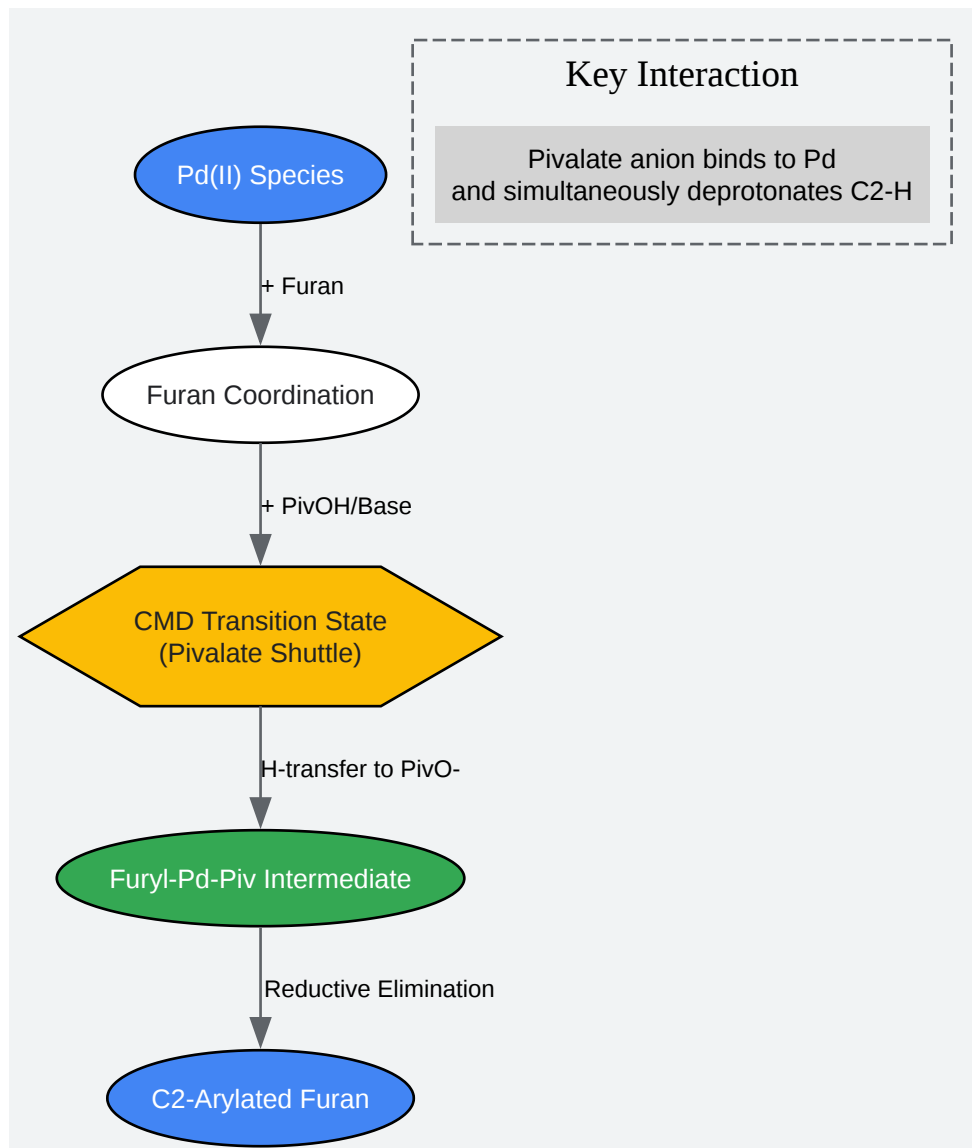 Key Interaction
Pivalate anion binds to Pd
and simultaneously deprotonates C2-H
Pd(II) Species
+ Furan
Furan Coordination
+ PivOH/Base
CMD Transition State
(Pivalate Shuttle)
H-transfer to PivO-
Furyl-Pd-Piv Intermediate
Reductive Elimination
C2-Arylated Furan